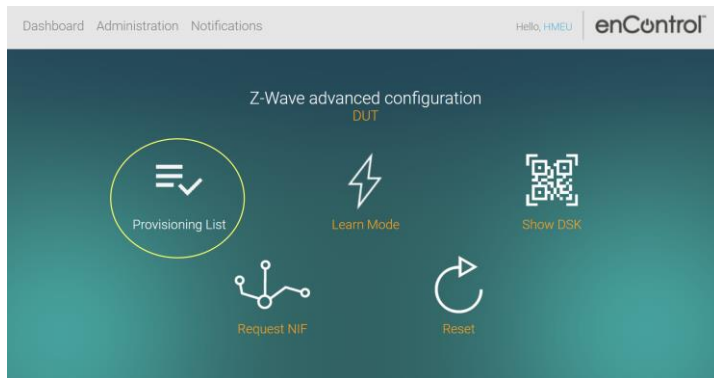 Dashboard Administration Notifications Hello, HMEU enControl
Z-Wave advanced configuration
DUT
Provisioning List Learn Mode Show DSK
Request NIF Reset